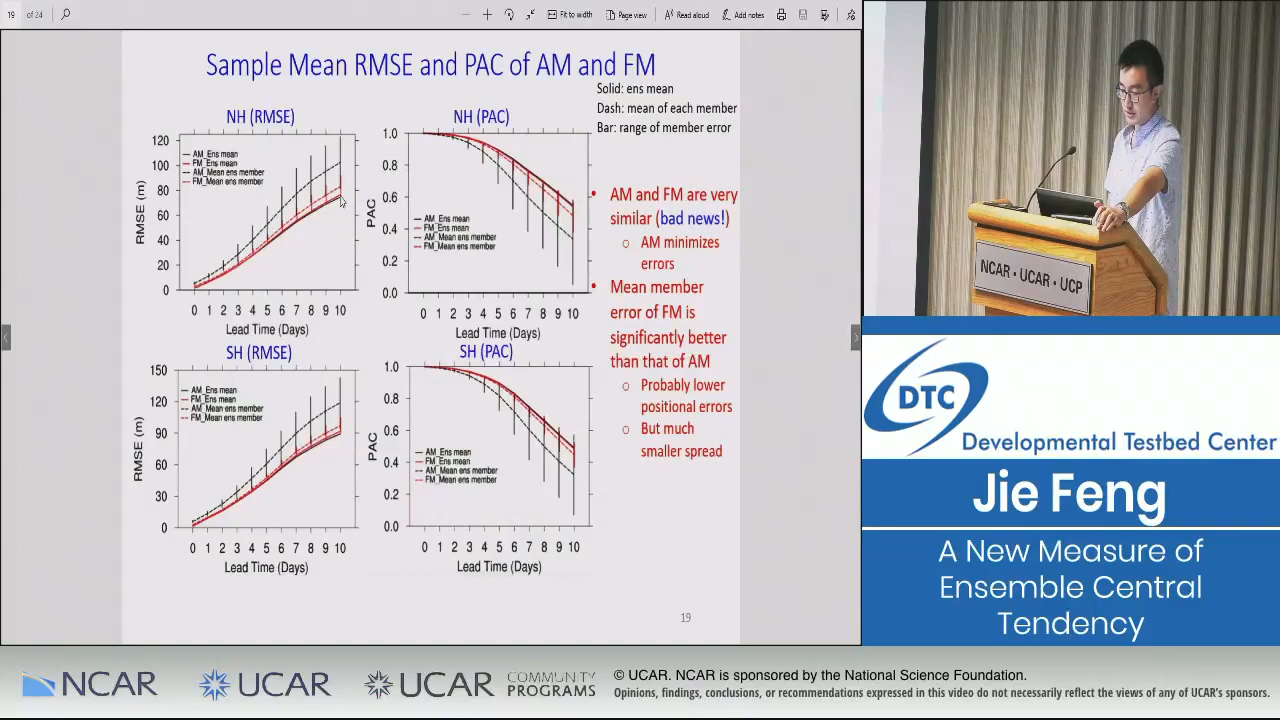 19 of 24
Fit to width
Page view
Read aloud
Add notes
Sample Mean RMSE and PAC of AM and FM
Solid: ens mean
Dash: mean of each member
Bar: range of member error
NH (RMSE)
120
100
80
60
40
20
0
RMSE (m)
AM_Ens mean
FM_Ens mean
AM_Mean ens member
FM_Mean ens member
0 1 2 3 4 5 6 7 8 9 10
Lead Time (Days)
NH (PAC)
1.0
0.8
0.6
0.4
0.2
0.0
PAC
AM_Ens mean
FM_Ens mean
AM_Mean ens member
FM_Mean ens member
0 1 2 3 4 5 6 7 8 9 10
Lead Time (Days)
SH (RMSE)
150
120
90
60
30
0
RMSE (m)
AM_Ens mean
FM_Ens mean
AM_Mean ens member
FM_Mean ens member
0 1 2 3 4 5 6 7 8 9 10
Lead Time (Days)
SH (PAC)
1.0
0.8
0.6
0.4
0.2
0.0
PAC
AM_Ens mean
FM_Ens mean
AM_Mean ens member
FM_Mean ens member
0 1 2 3 4 5 6 7 8 9 10
Lead Time (Days)
• AM and FM are very
similar (bad news!)
o AM minimizes
errors
• Mean member
error of FM is
significantly better
than that of AM
o Probably lower
positional errors
o But much
smaller spread
19
NCAR • UCAR • UCP
DTC
Developmental Testbed Center
Jie Feng
A New Measure of
Ensemble Central
Tendency
NCAR
UCAR
UCAR
COMMUNITY
PROGRAMS
© UCAR. NCAR is sponsored by the National Science Foundation.
Opinions, findings, conclusions, or recommendations expressed in this video do not necessarily reflect the views of any of UCAR's sponsors.